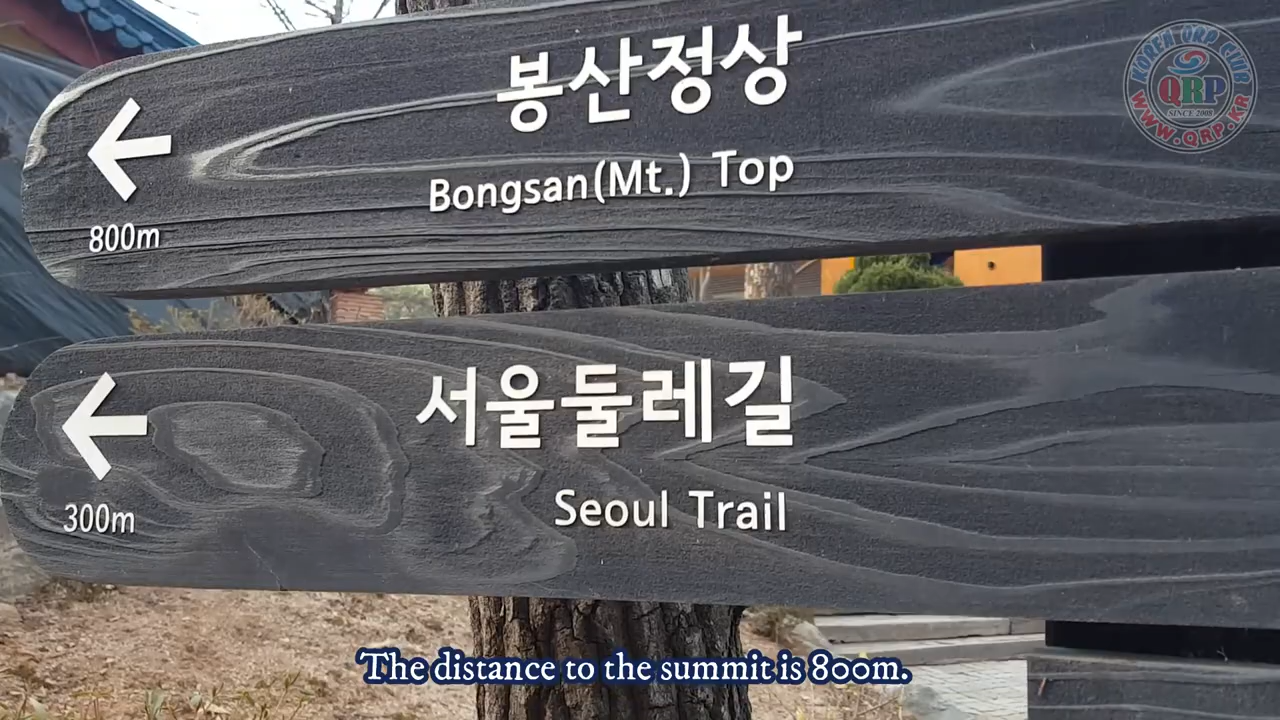 봉산정상
Bongsan(Mt.) Top
800m
서울둘레길
Seoul Trail
300m
KOREA QRP CLUB
QRP
SINCE 2008
WWW.QRP.KR
The distance to the summit is 800m.